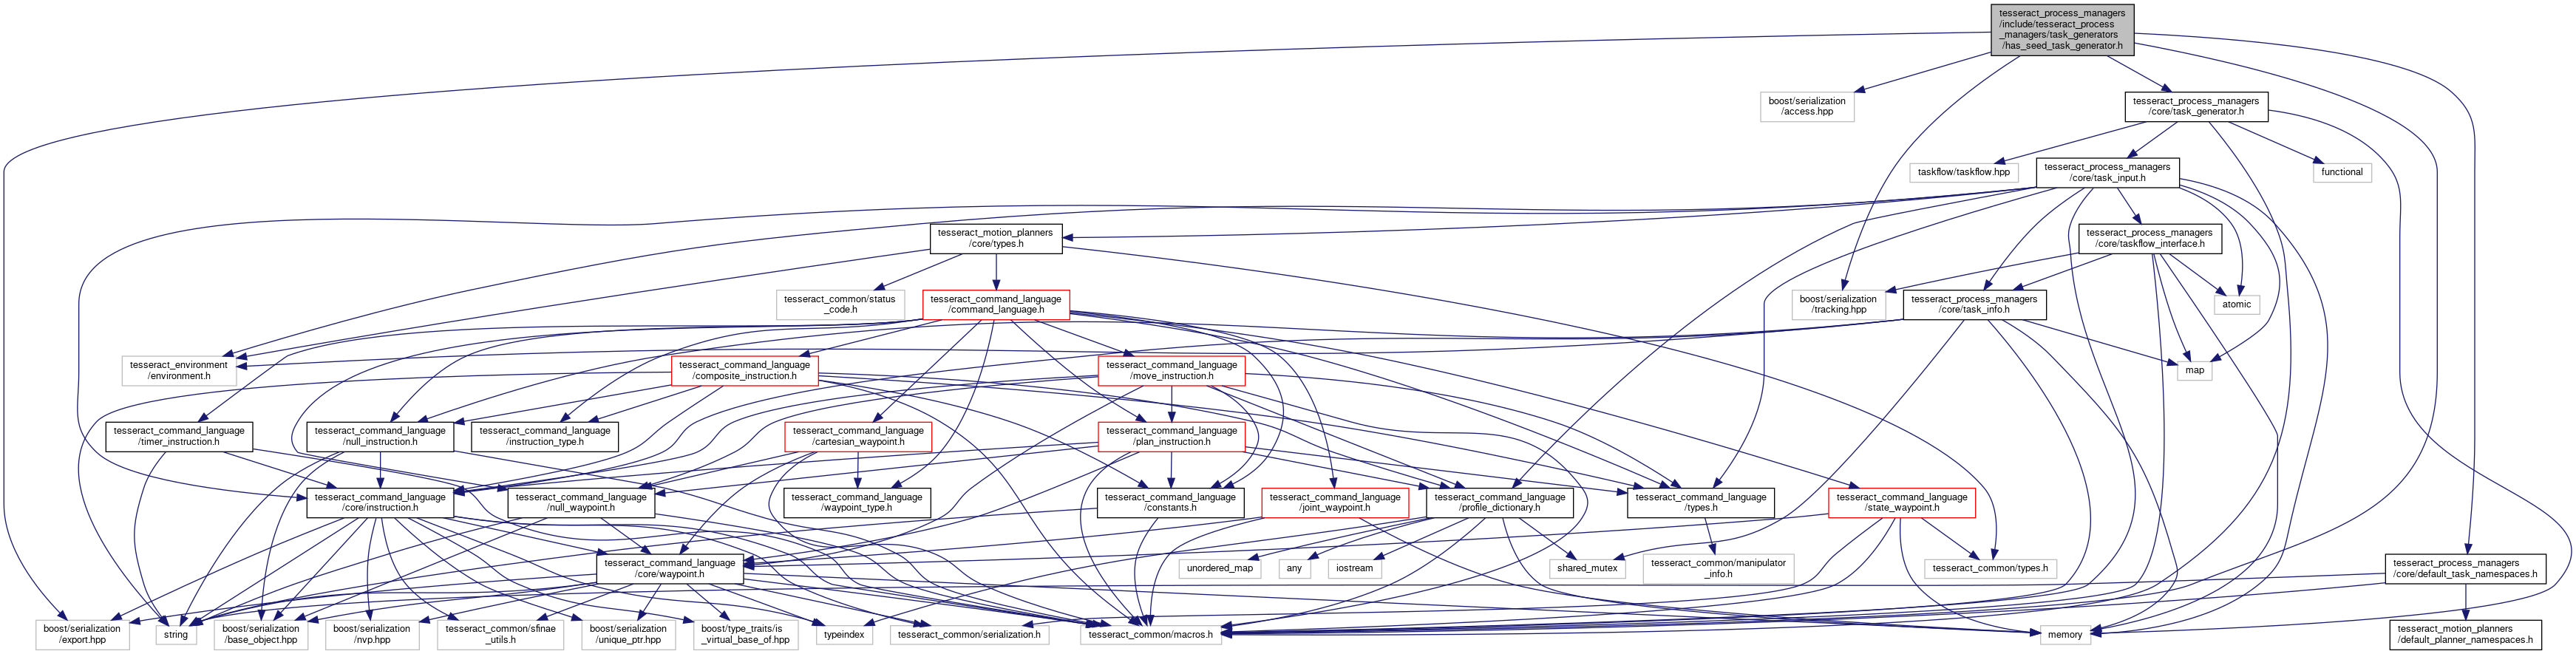 tesseract_process_managers
/include/tesseract_process
_managers/task_generators
/has_seed_task_generator.h
boost/serialization
/access.hpp
tesseract_process_managers
/core/task_generator.h
taskflow/taskflow.hpp
tesseract_process_managers
/core/task_input.h
functional
tesseract_motion_planners
/core/types.h
tesseract_process_managers
/core/taskflow_interface.h
tesseract_common/status
_code.h
tesseract_command_language
/command_language.h
boost/serialization
/tracking.hpp
tesseract_process_managers
/core/task_info.h
atomic
tesseract_environment
/environment.h
tesseract_command_language
/composite_instruction.h
tesseract_command_language
/move_instruction.h
map
tesseract_command_language
/timer_instruction.h
tesseract_command_language
/null_instruction.h
tesseract_command_language
/instruction_type.h
tesseract_command_language
/cartesian_waypoint.h
tesseract_command_language
/plan_instruction.h
tesseract_command_language
/core/instruction.h
tesseract_command_language
/null_waypoint.h
tesseract_command_language
/waypoint_type.h
tesseract_command_language
/constants.h
tesseract_command_language
/joint_waypoint.h
tesseract_command_language
/profile_dictionary.h
tesseract_command_language
/types.h
tesseract_command_language
/state_waypoint.h
tesseract_command_language
/core/waypoint.h
unordered_map
any
iostream
shared_mutex
tesseract_common/manipulator
_info.h
tesseract_common/types.h
tesseract_process_managers
/core/default_task_namespaces.h
boost/serialization
/export.hpp
string
boost/serialization
/base_object.hpp
boost/serialization
/nvp.hpp
tesseract_common/sfinae
_utils.h
boost/serialization
/unique_ptr.hpp
boost/type_traits/is
_virtual_base_of.hpp
typeindex
tesseract_common/serialization.h
tesseract_common/macros.h
memory
tesseract_motion_planners
/default_planner_namespaces.h